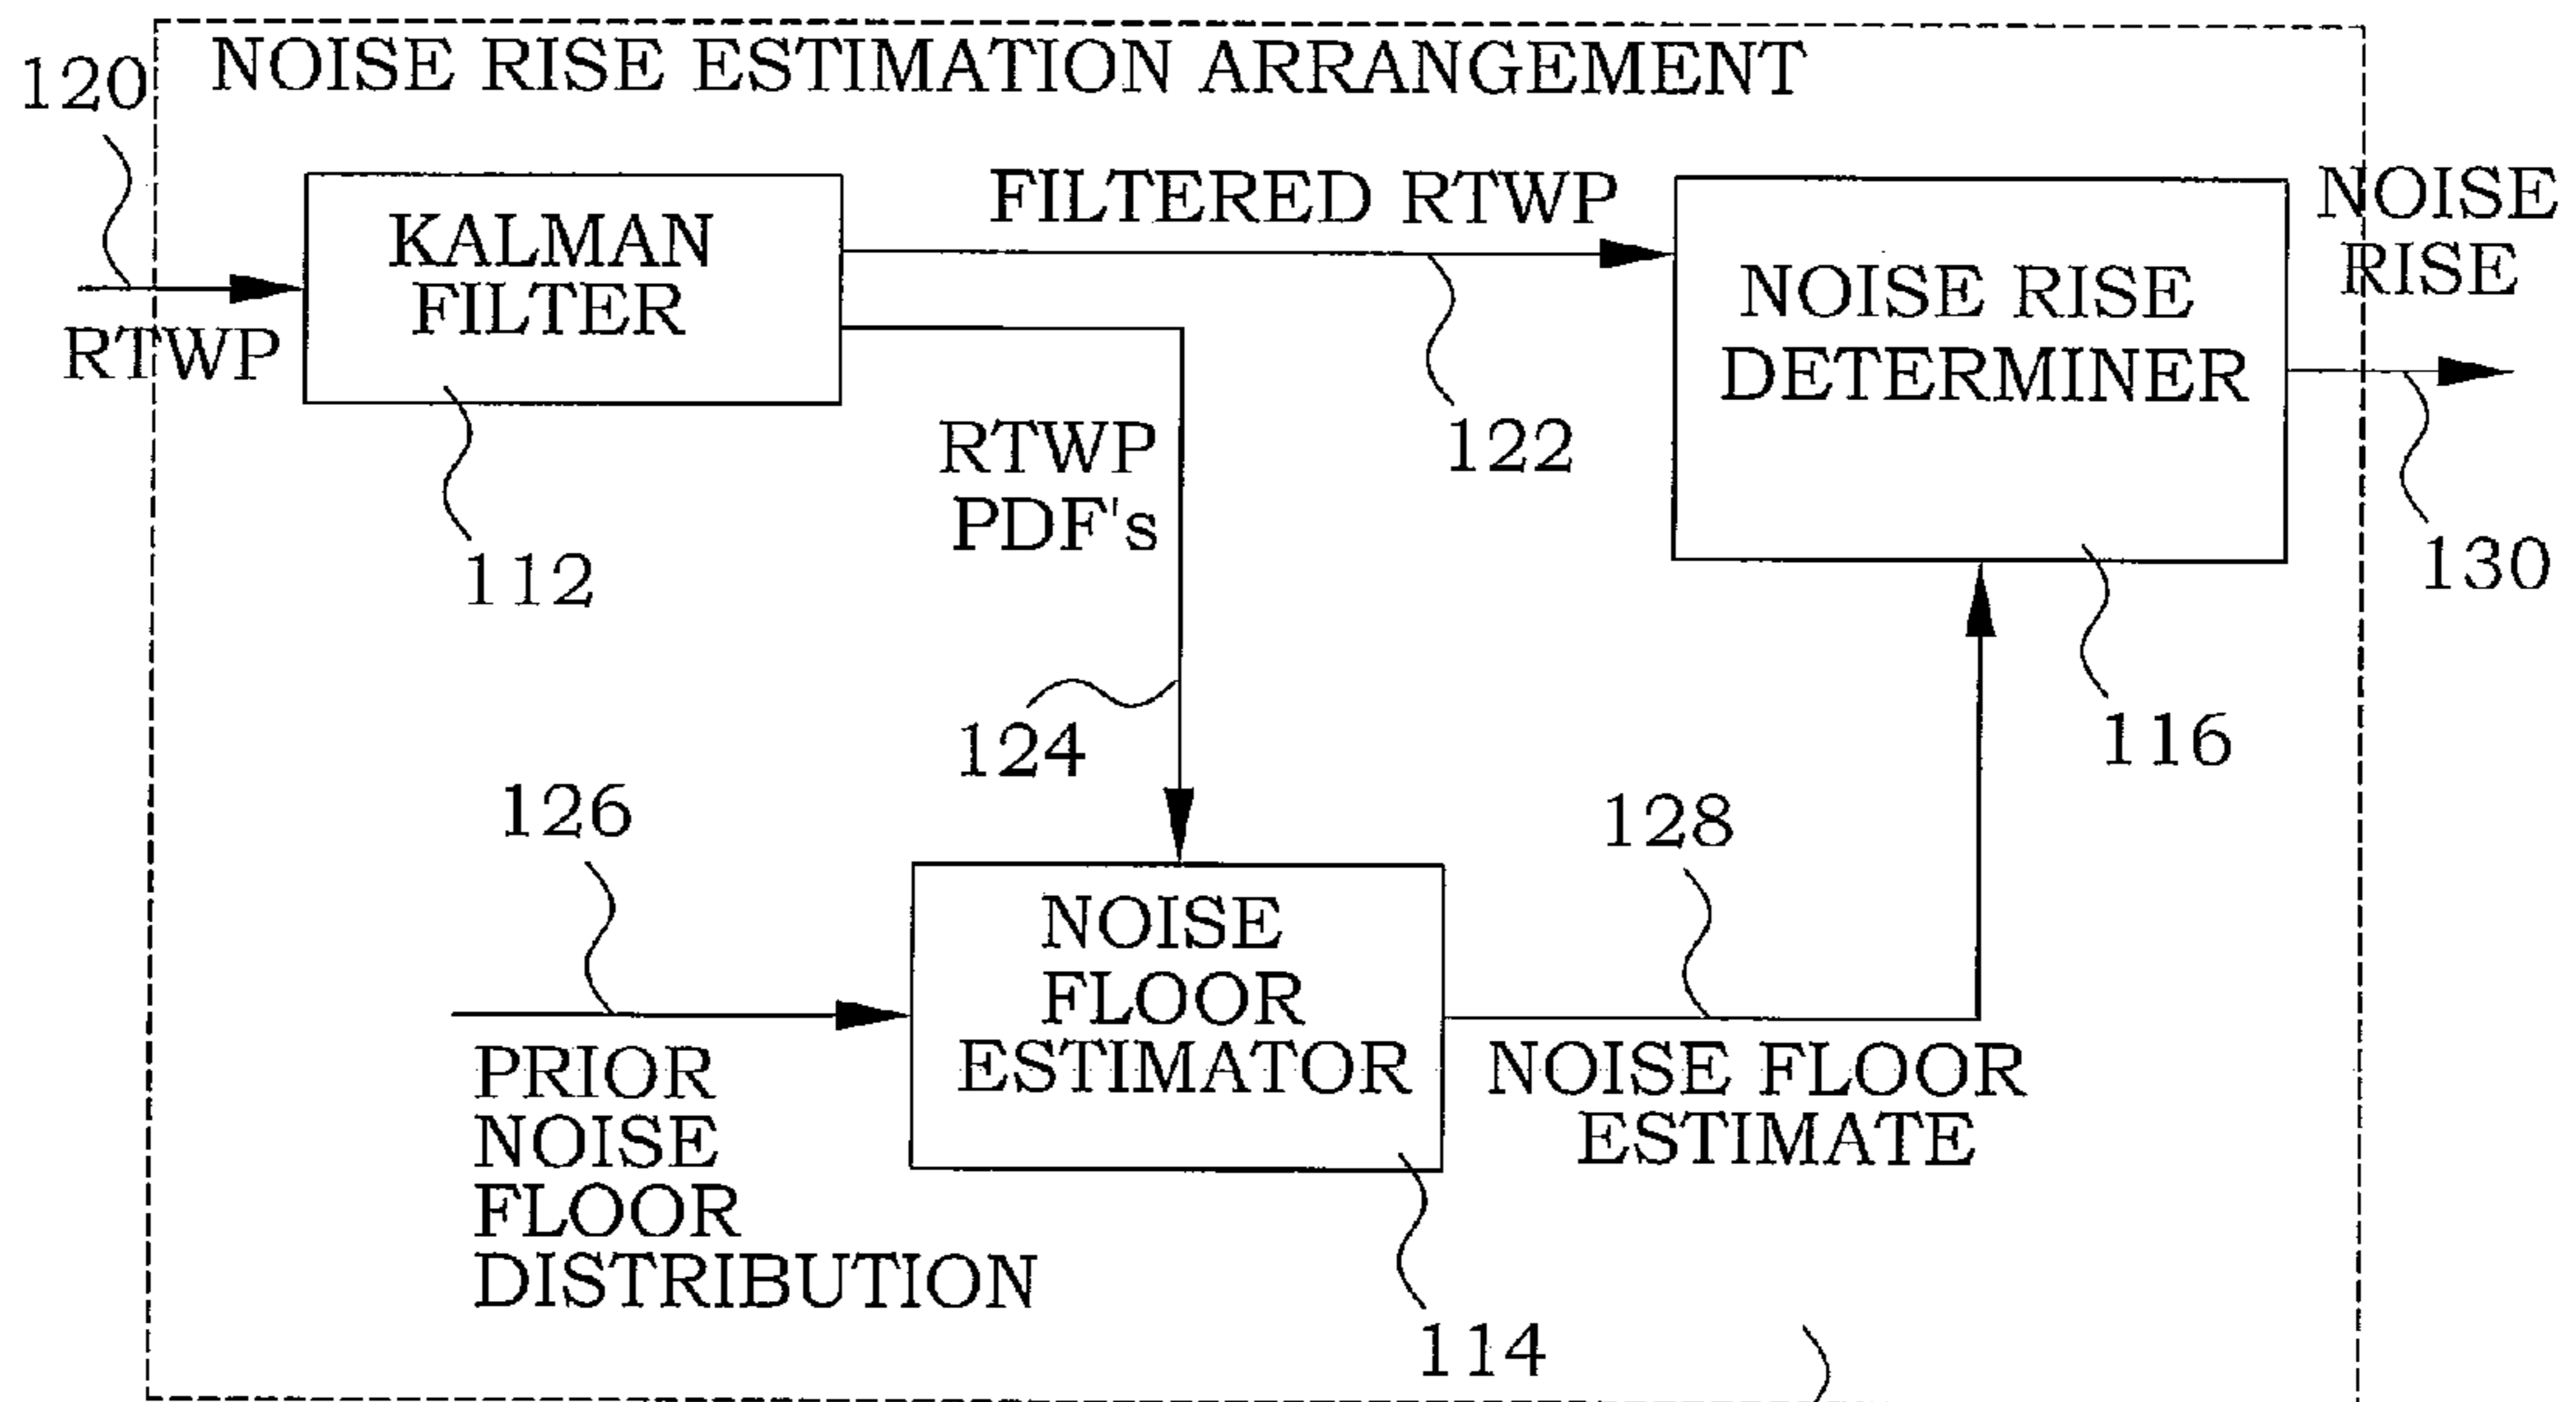 NOISE RISE ESTIMATION ARRANGEMENT
120
RTWP
KALMAN
FILTER
112
FILTERED RTWP
122
NOISE RISE
DETERMINER
116
NOISE
RISE
130
RTWP
PDF's
124
126
PRIOR
NOISE
FLOOR
DISTRIBUTION
NOISE
FLOOR
ESTIMATOR
114
128
NOISE FLOOR
ESTIMATE